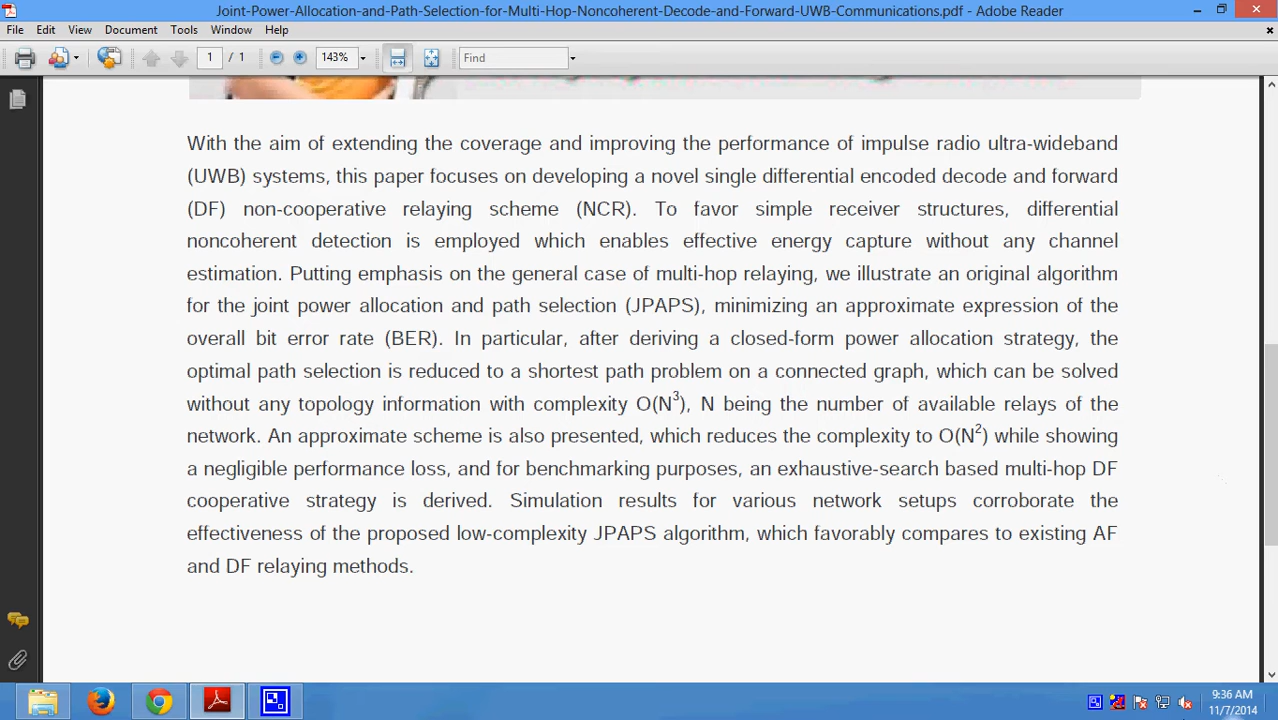 Joint-Power-Allocation-and-Path-Selection-for-Multi-Hop-Noncoherent-Decode-and-Forward-UWB-Communications.pdf - Adobe Reader
File Edit View Document Tools Window Help
1 / 1 143% Find
With the aim of extending the coverage and improving the performance of impulse radio ultra-wideband
(UWB) systems, this paper focuses on developing a novel single differential encoded decode and forward
(DF) non-cooperative relaying scheme (NCR). To favor simple receiver structures, differential
noncoherent detection is employed which enables effective energy capture without any channel
estimation. Putting emphasis on the general case of multi-hop relaying, we illustrate an original algorithm
for the joint power allocation and path selection (JPAPS), minimizing an approximate expression of the
overall bit error rate (BER). In particular, after deriving a closed-form power allocation strategy, the
optimal path selection is reduced to a shortest path problem on a connected graph, which can be solved
without any topology information with complexity O(N³), N being the number of available relays of the
network. An approximate scheme is also presented, which reduces the complexity to O(N²) while showing
a negligible performance loss, and for benchmarking purposes, an exhaustive-search based multi-hop DF
cooperative strategy is derived. Simulation results for various network setups corroborate the
effectiveness of the proposed low-complexity JPAPS algorithm, which favorably compares to existing AF
and DF relaying methods.
9:36 AM
11/7/2014